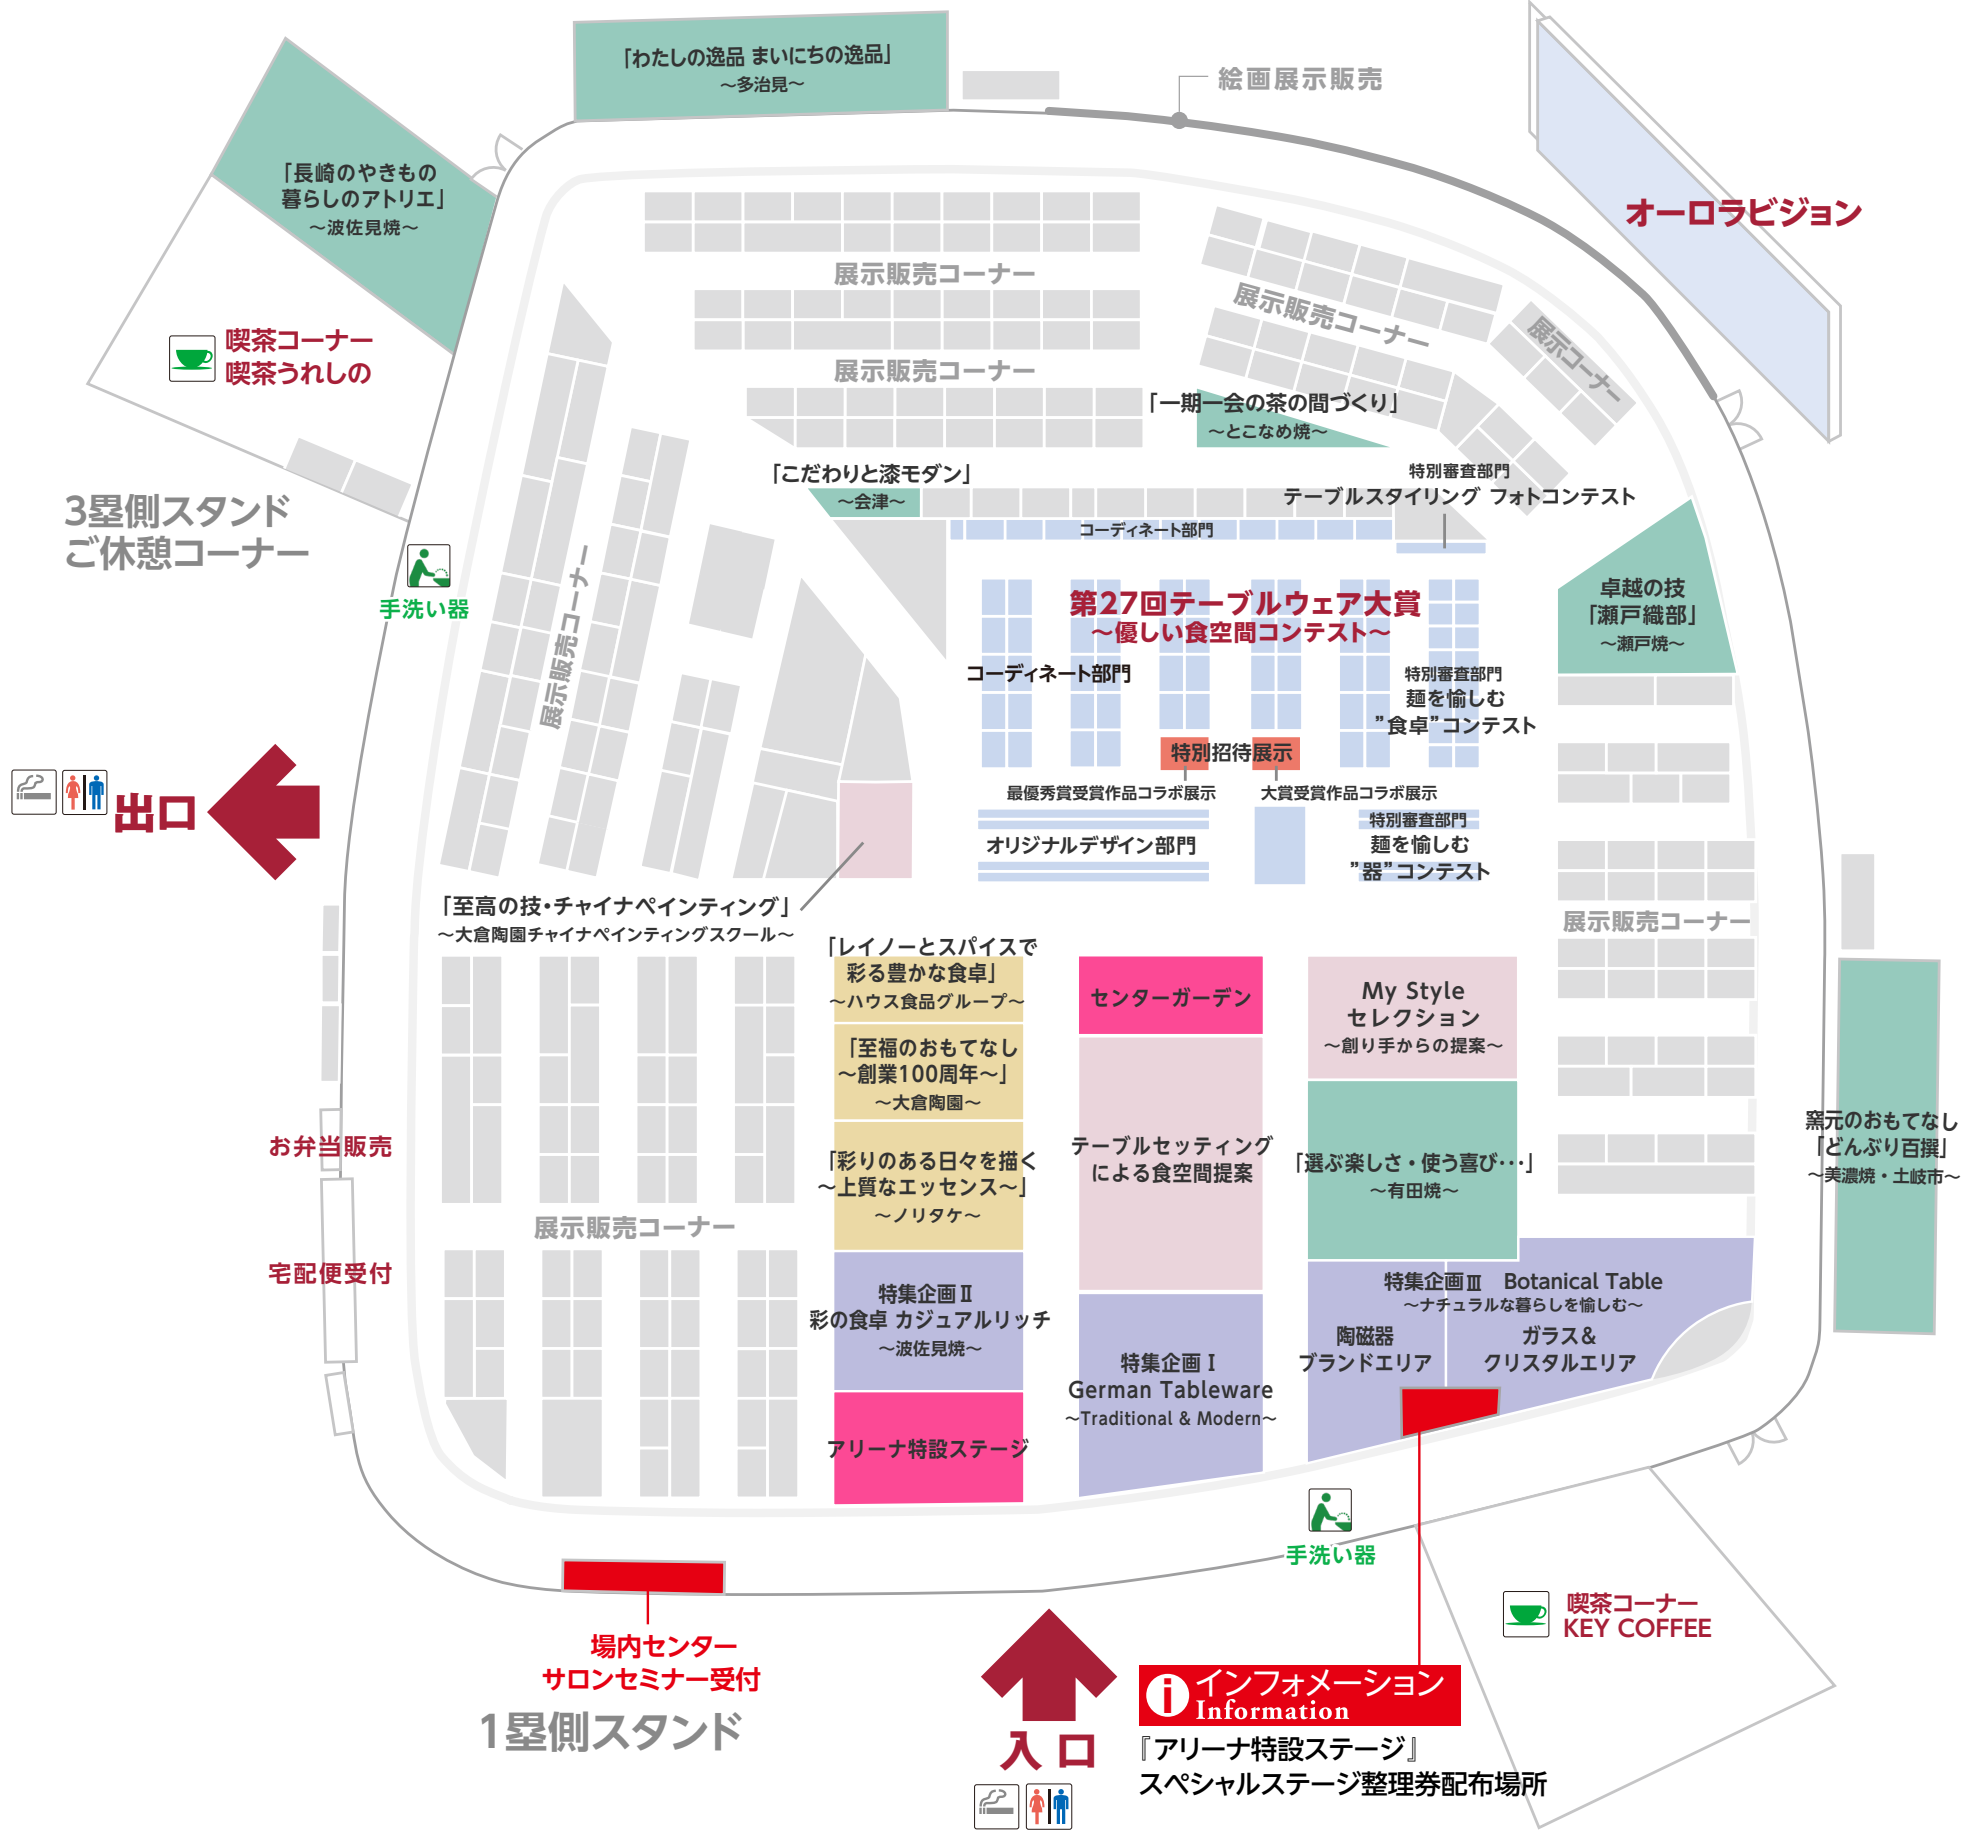 「わたしの逸品 まいにちの逸品」
～多治見～
絵画展示販売
「長崎のやきもの
暮らしのアトリエ」
～波佐見焼～
オーロラビジョン
展示販売コーナー
展示販売コーナー
展示コーナー
喫茶コーナー
喫茶うれしの
展示販売コーナー
「一期一会の茶の間づくり」
～とこなめ焼～
「こだわりと漆モダン」
～会津～
特別審査部門
テーブルスタイリング フォトコンテスト
コーディネート部門
3塁側スタンド
ご休憩コーナー
手洗い器
展示販売コーナー
第27回テーブルウェア大賞
～優しい食空間コンテスト～
コーディネート部門
特別審査部門
麺を愉しむ
”食卓”コンテスト
卓越の技
「瀬戸織部」
～瀬戸焼～
特別招待展示
最優秀賞受賞作品コラボ展示
大賞受賞作品コラボ展示
オリジナルデザイン部門
特別審査部門
麺を愉しむ
”器”コンテスト
出口
「至高の技・チャイナペインティング」
～大倉陶園チャイナペインティングスクール～
展示販売コーナー
「レイノーとスパイスで
彩る豊かな食卓」
～ハウス食品グループ～
センターガーデン
My Style
セレクション
～創り手からの提案～
「至福のおもてなし
～創業100周年～」
～大倉陶園～
お弁当販売
「彩りのある日々を描く
～上質なエッセンス～」
～ノリタケ～
テーブルセッティング
による食空間提案
「選ぶ楽しさ・使う喜び･･･」
～有田焼～
窯元のおもてなし
「どんぶり百撰」
～美濃焼・土岐市～
展示販売コーナー
宅配便受付
特集企画Ⅱ
彩の食卓 カジュアルリッチ
～波佐見焼～
特集企画Ⅰ
German Tableware
～Traditional & Modern～
特集企画Ⅲ　Botanical Table
～ナチュラルな暮らしを愉しむ～
陶磁器
ブランドエリア
ガラス＆
クリスタルエリア
アリーナ特設ステージ
手洗い器
場内センター
サロンセミナー受付
1塁側スタンド
入口
喫茶コーナー
KEY COFFEE
i インフォメーション
Information
『アリーナ特設ステージ』
スペシャルステージ整理券配布場所